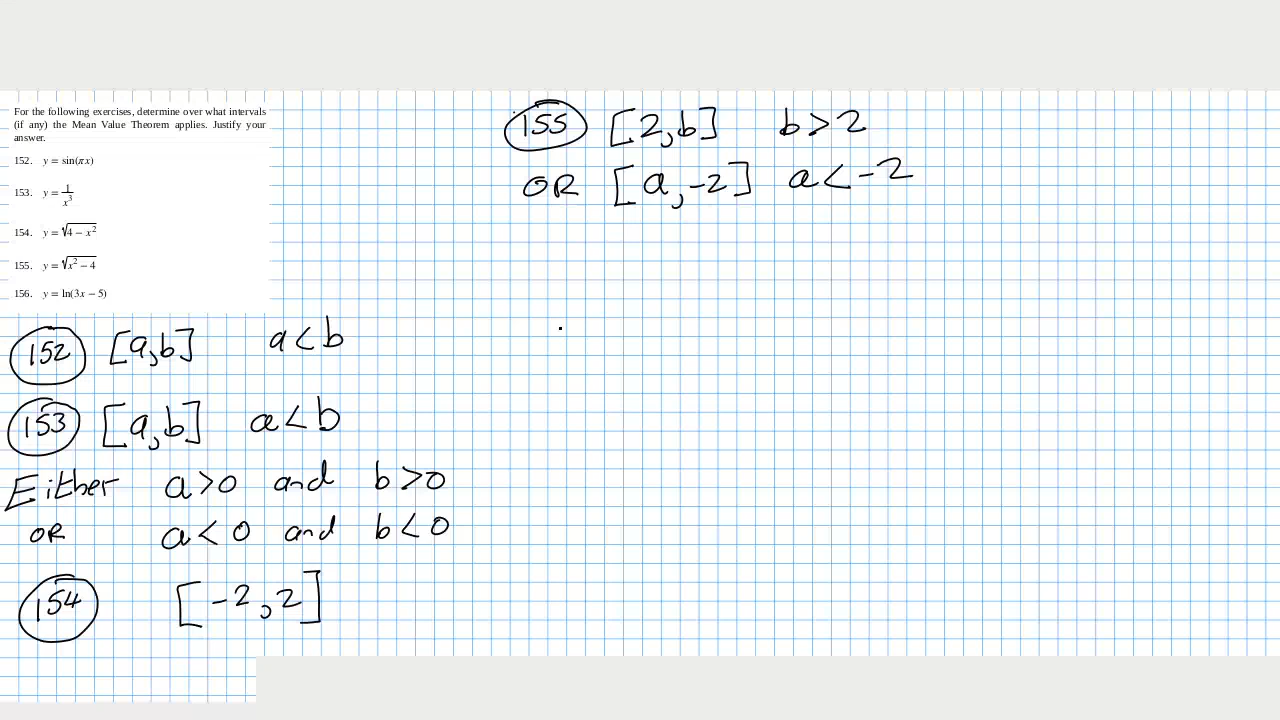 For the following exercises, determine over what intervals
(if any) the Mean Value Theorem applies. Justify your
answer.
152. y = sin(πx)
153. y = 1/x³
154. y = √(4 − x²)
155. y = √(x² − 4)
156. y = ln(3x − 5)
152 [a,b] a<b
153 [a,b] a<b
Either a>0 and b>0
OR a<0 and b<0
154 [-2,2]
155 [2,b] b>2
OR [a,-2] a<-2